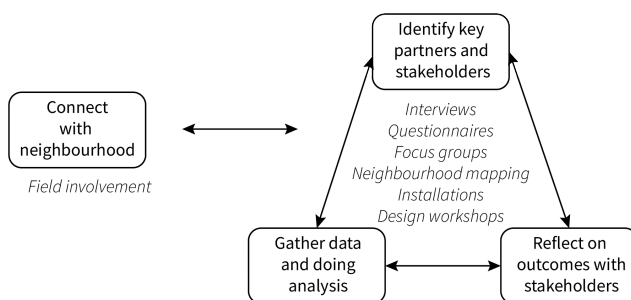 Identify key
partners and
stakeholders
Connect
with
neighbourhood
Field involvement
Interviews
Questionnaires
Focus groups
Neighbourhood mapping
Installations
Design workshops
Gather data
and doing
analysis
Reflect on
outcomes with
stakeholders